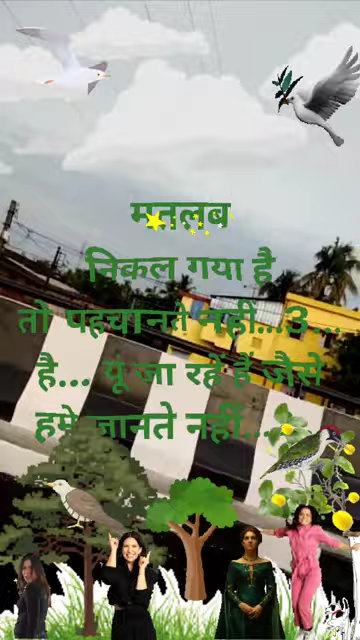 मतलब
निकल गया है
तो पहचानते नहीं...3...
है... यूं जा रहे हैं जैसे
हमे जानते नहीं...